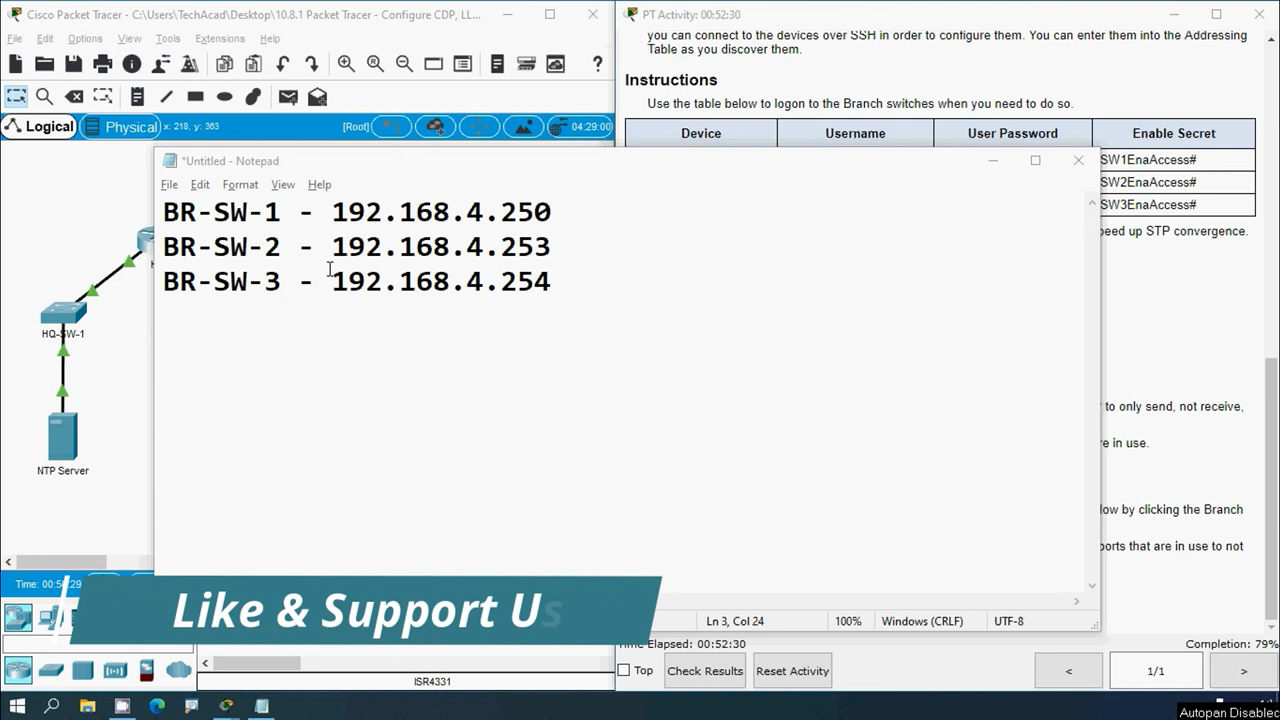 Cisco Packet Tracer - C:\Users\TechAcad\Desktop\10.8.1 Packet Tracer - Configure CDP, LL...
File Edit Options View Tools Extensions Help
Logical Physical x: 218, y: 363 [Root] 04:29:00
HQ-SW-1
NTP Server
Time: 00:5
ISR4331
PT Activity: 00:52:30
you can connect to the devices over SSH in order to configure them. You can enter them into the Addressing
Table as you discover them.
Instructions
Use the table below to logon to the Branch switches when you need to do so.
Device Username User Password Enable Secret
SW1EnaAccess#
SW2EnaAccess#
SW3EnaAccess#
peed up STP convergence.
to only send, not receive,
re in use.
low by clicking the Branch
ports that are in use to not
*Untitled - Notepad
File Edit Format View Help
BR-SW-1 - 192.168.4.250
BR-SW-2 - 192.168.4.253
BR-SW-3 - 192.168.4.254
Ln 3, Col 24 100% Windows (CRLF) UTF-8
Like & Support Us
Time Elapsed: 00:52:30 Completion: 79%
Top Check Results Reset Activity < 1/1 >
Autopan Disabled